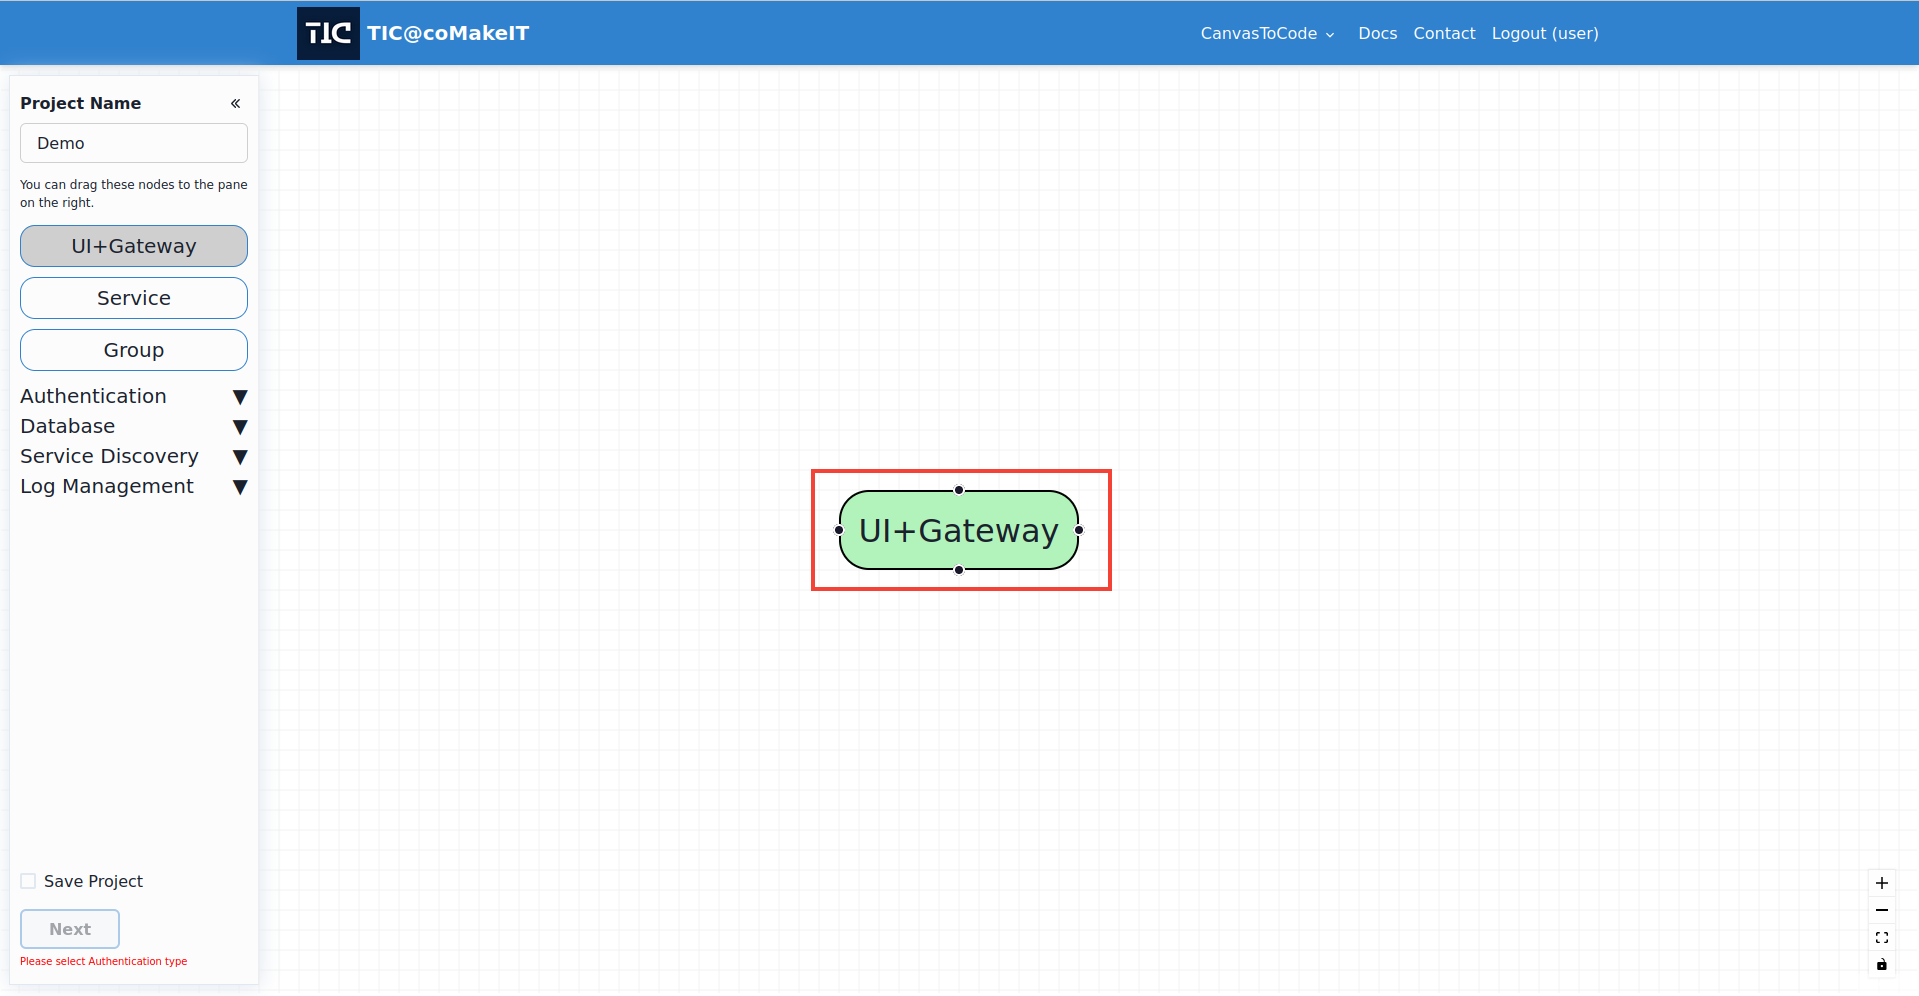 TIC TIC@coMakeIT
CanvasToCode Docs Contact Logout (user)
Project Name
Demo
You can drag these nodes to the pane
on the right.
UI+Gateway
Service
Group
Authentication
Database
Service Discovery
Log Management
UI+Gateway
Save Project
Next
Please select Authentication type